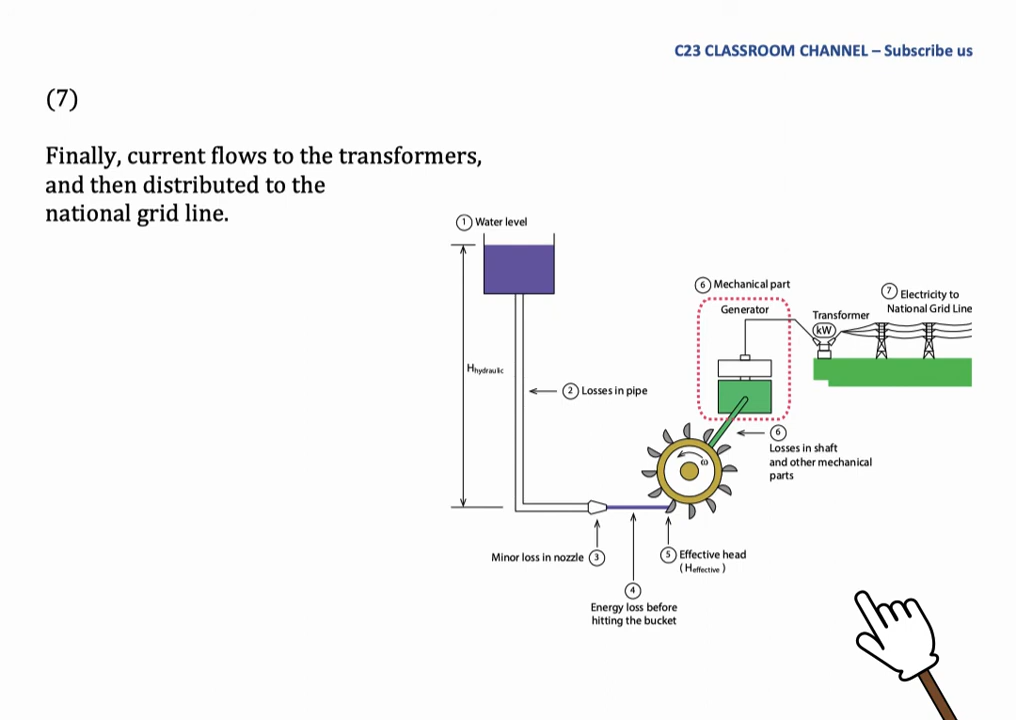 C23 CLASSROOM CHANNEL – Subscribe us
(7)
Finally, current flows to the transformers,
and then distributed to the
national grid line.
1 Water level
6 Mechanical part
Generator
7 Electricity to
National Grid Line
Transformer
kW
Hhydraulic
2 Losses in pipe
6
Losses in shaft
and other mechanical
parts
ω
Minor loss in nozzle 3
5 Effective head
(Heffective)
4
Energy loss before
hitting the bucket